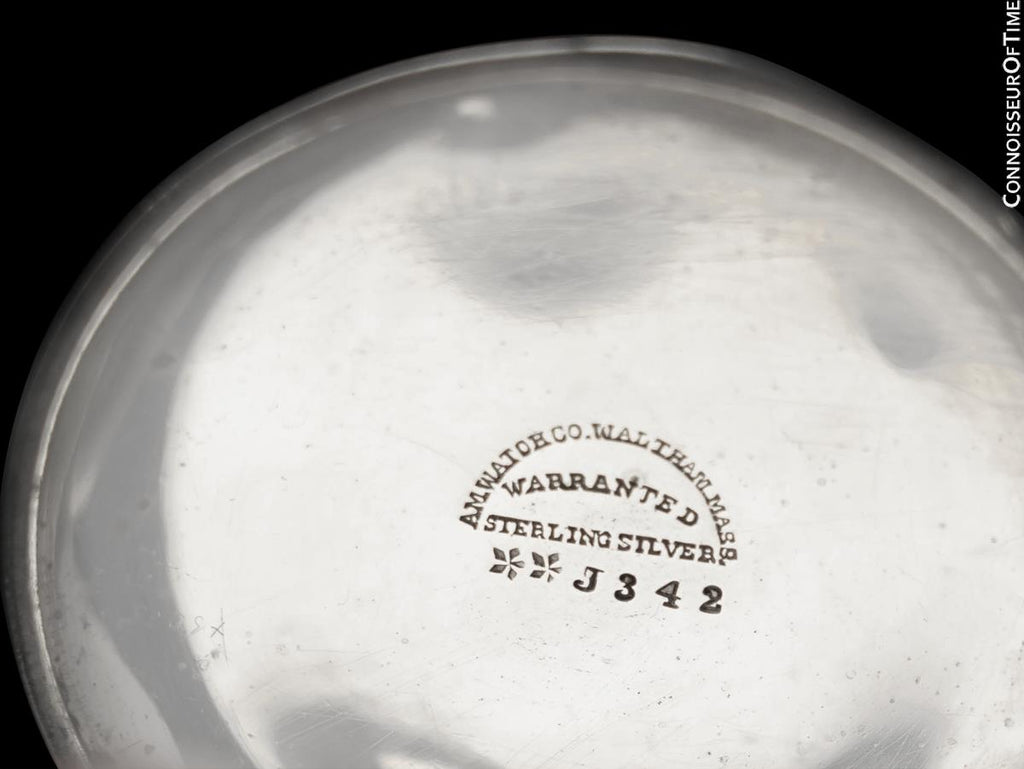 CONNOISSEUROFTIME
AM WATCH CO. WALTHAM. MASS.
WARRANTED
STERLING SILVER
J342